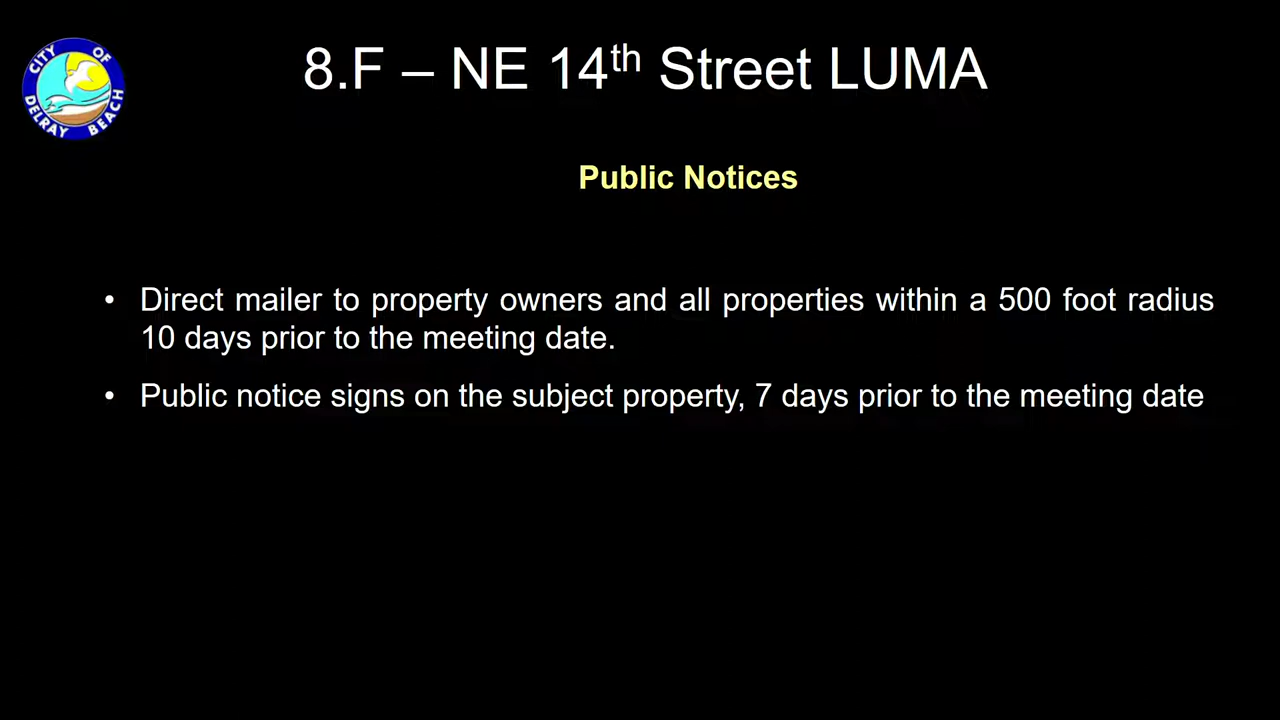 CITY OF
DELRAY BEACH
8.F – NE 14th Street LUMA
Public Notices
• Direct mailer to property owners and all properties within a 500 foot radius
10 days prior to the meeting date.
• Public notice signs on the subject property, 7 days prior to the meeting date